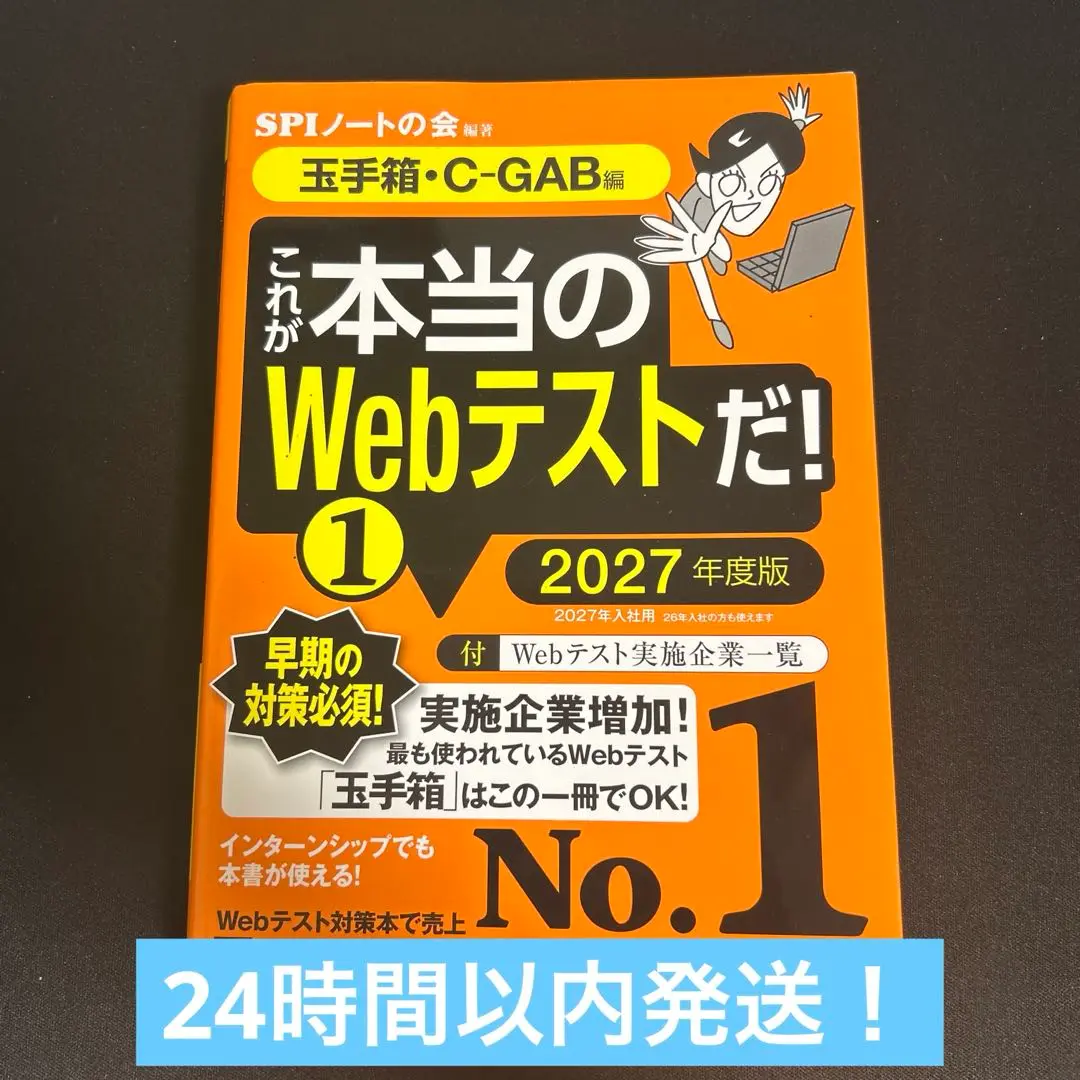 SPIノートの会 編著
玉手箱・C-GAB編
これが
本当の
Webテストだ!
1
2027年度版
2027年入社用 26年入社の方も使えます
付 Webテスト実施企業一覧
早期の
対策必須!
実施企業増加!
最も使われているWebテスト
「玉手箱」はこの一冊でOK!
インターンシップでも
本書が使える!
Webテスト対策本で売上
No.1
24時間以内発送!